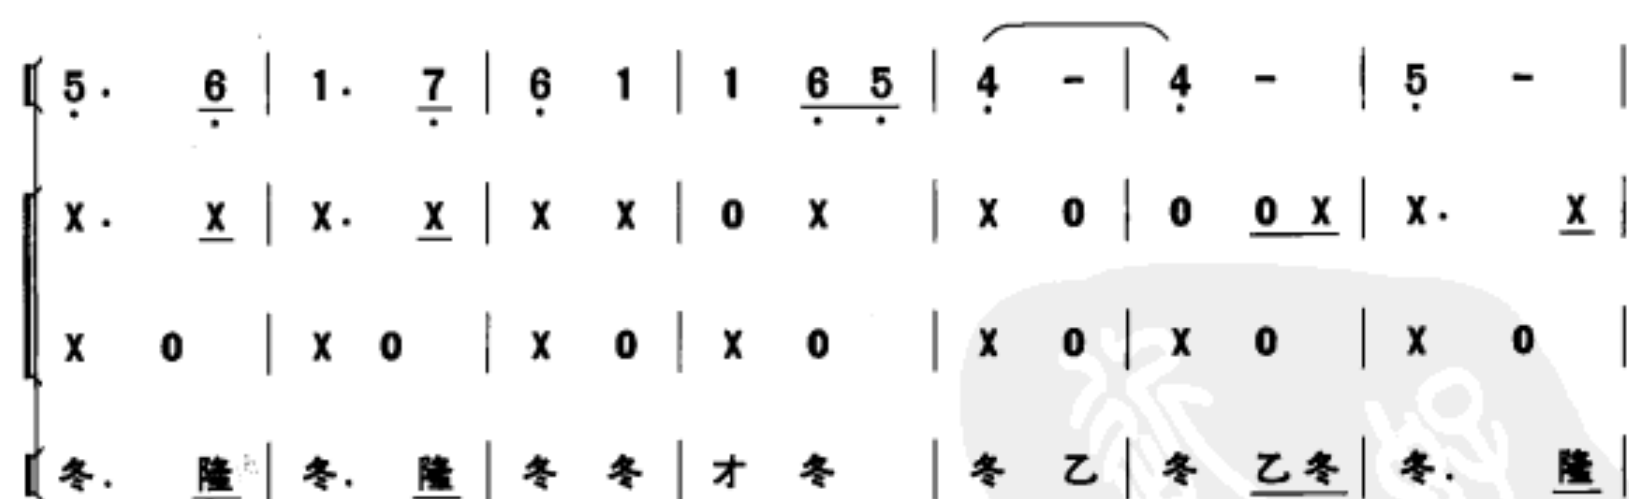 5. 6 | 1. 7 | 6 1 | 1 6 5 | 4 - | 4 - | 5 - |
X. X | X. X | X X | 0 X | X 0 | 0 0 X | X. X |
X 0 | X 0 | X 0 | X 0 | X 0 | X 0 | X 0 |
冬. 隆 | 冬. 隆 | 冬 冬 | 才 冬 | 冬 乙 | 冬 乙 冬 | 冬. 隆 |